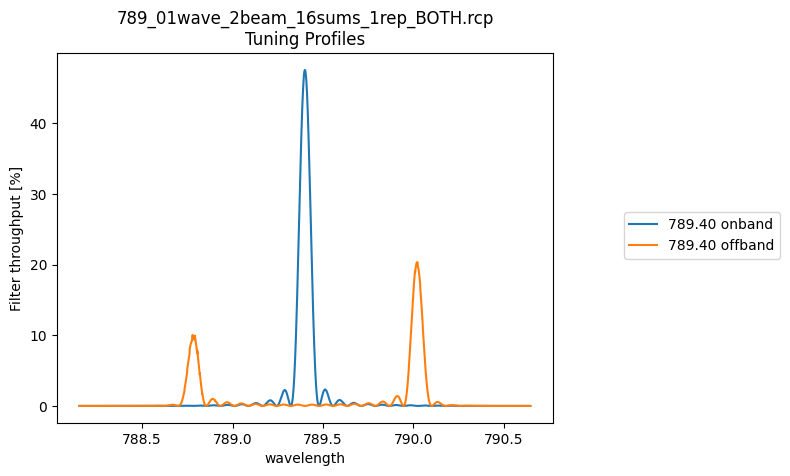 789_01wave_2beam_16sums_1rep_BOTH.rcp
Tuning Profiles
Filter throughput [%]
40
30
20
10
0
788.5 789.0 789.5 790.0 790.5
wavelength
789.40 onband
789.40 offband